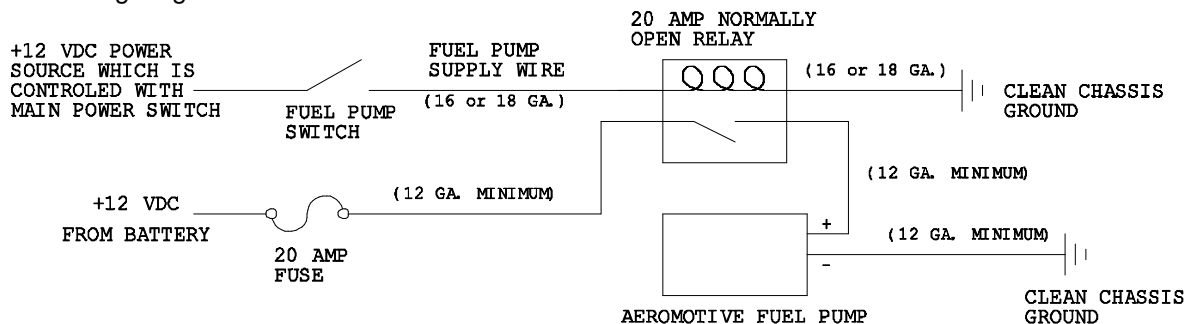 20 AMP NORMALLY
OPEN RELAY
+12 VDC POWER
SOURCE WHICH IS
CONTROLED WITH
MAIN POWER SWITCH
FUEL PUMP
SWITCH
FUEL PUMP
SUPPLY WIRE
(16 or 18 GA.)
(16 or 18 GA.)
CLEAN CHASSIS
GROUND
+12 VDC
FROM BATTERY
20 AMP
FUSE
(12 GA. MINIMUM)
(12 GA. MINIMUM)
+
-
(12 GA. MINIMUM)
CLEAN CHASSIS
GROUND
AEROMOTIVE FUEL PUMP